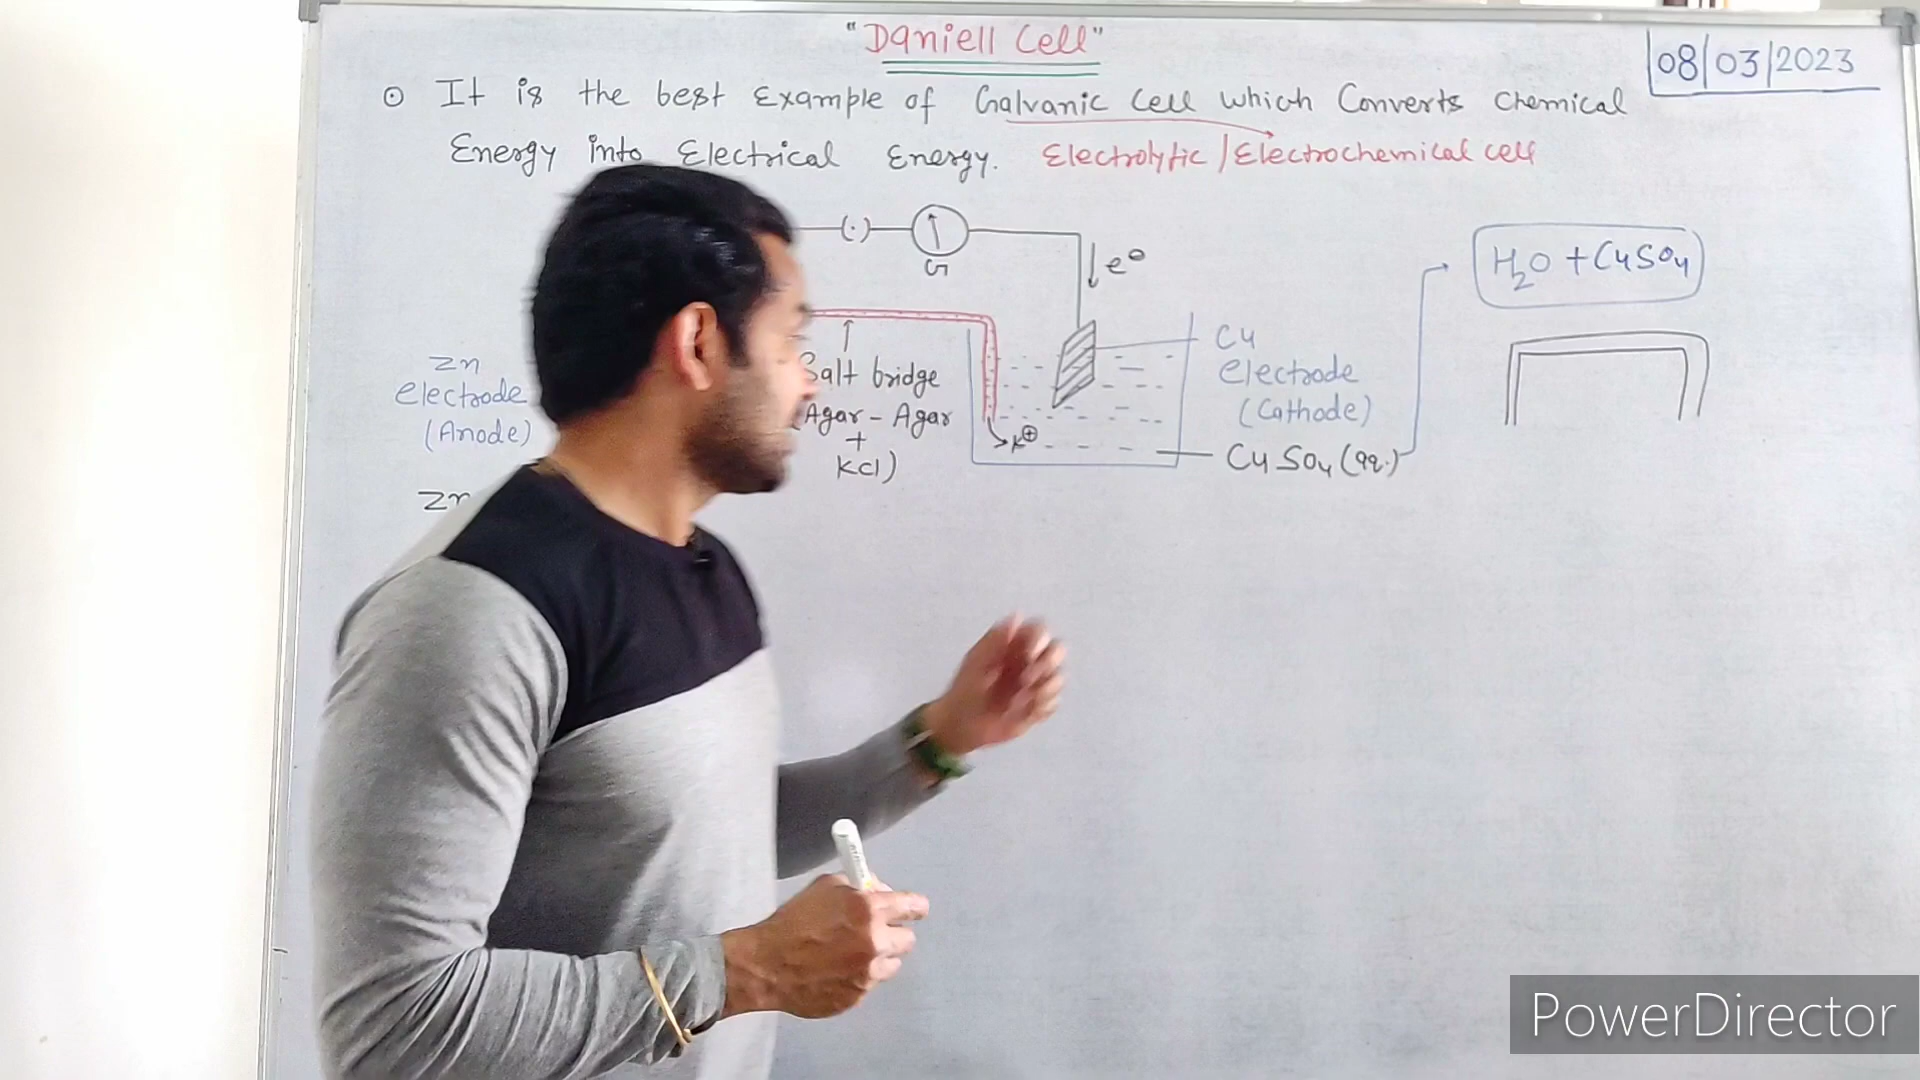 "Daniell Cell"
08/03/2023
⊙ It is the best Example of Galvanic Cell which Converts Chemical
Energy into Electrical Energy. Electrolytic / Electrochemical cell
(·)
G
e⊖
H₂O + CuSO₄
Zn
electrode
(Anode)
Salt bridge
(Agar-Agar
+
KCl)
K⊕
Cu
electrode
(Cathode)
CuSO₄ (aq.)
PowerDirector